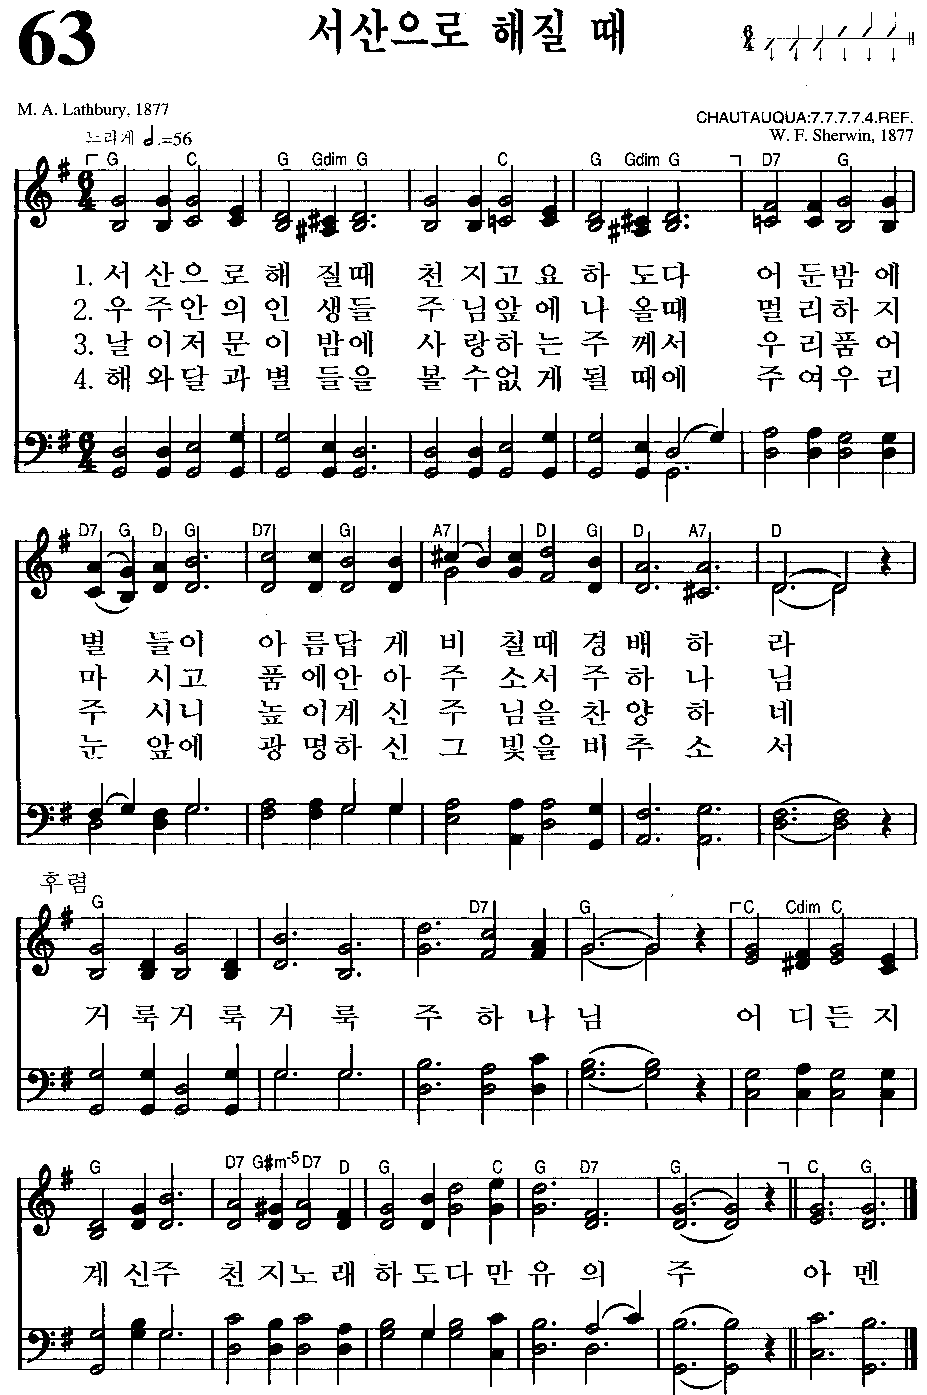 63
서산으로 해질 때
6/4
M. A. Lathbury, 1877
CHAUTAUQUA:7.7.7.7.4.REF.
느리게 𝅗𝅥.=56
W. F. Sherwin, 1877
G C G Gdim G C G Gdim G D7 G
1. 서 산으로 해 질때 천 지고요하 도다 어 둔밤에
2. 우 주안의인 생들 주 님앞에나 올때 멀 리하지
3. 날 이저문이 밤에 사 랑하는주 께서 우 리품어
4. 해 와달과별 들을 볼 수없게될 때에 주 여우리
D7 G D G D7 G A7 D G D A7 D
별 들이 아 름답게비 칠때경배하 라
마 시고 품 에안아주 소서주하나 님
주 시니 높 이계신주 님을찬양하 네
눈 앞에 광 명하신그 빛을비추소 서
후렴
G D7 G C Cdim C
거 룩거룩거 룩 주하나님 어 디든지
G D7 G#m-5 D7 D G C G D7 G C G
계 신주 천 지노래하도다만유의 주 아멘